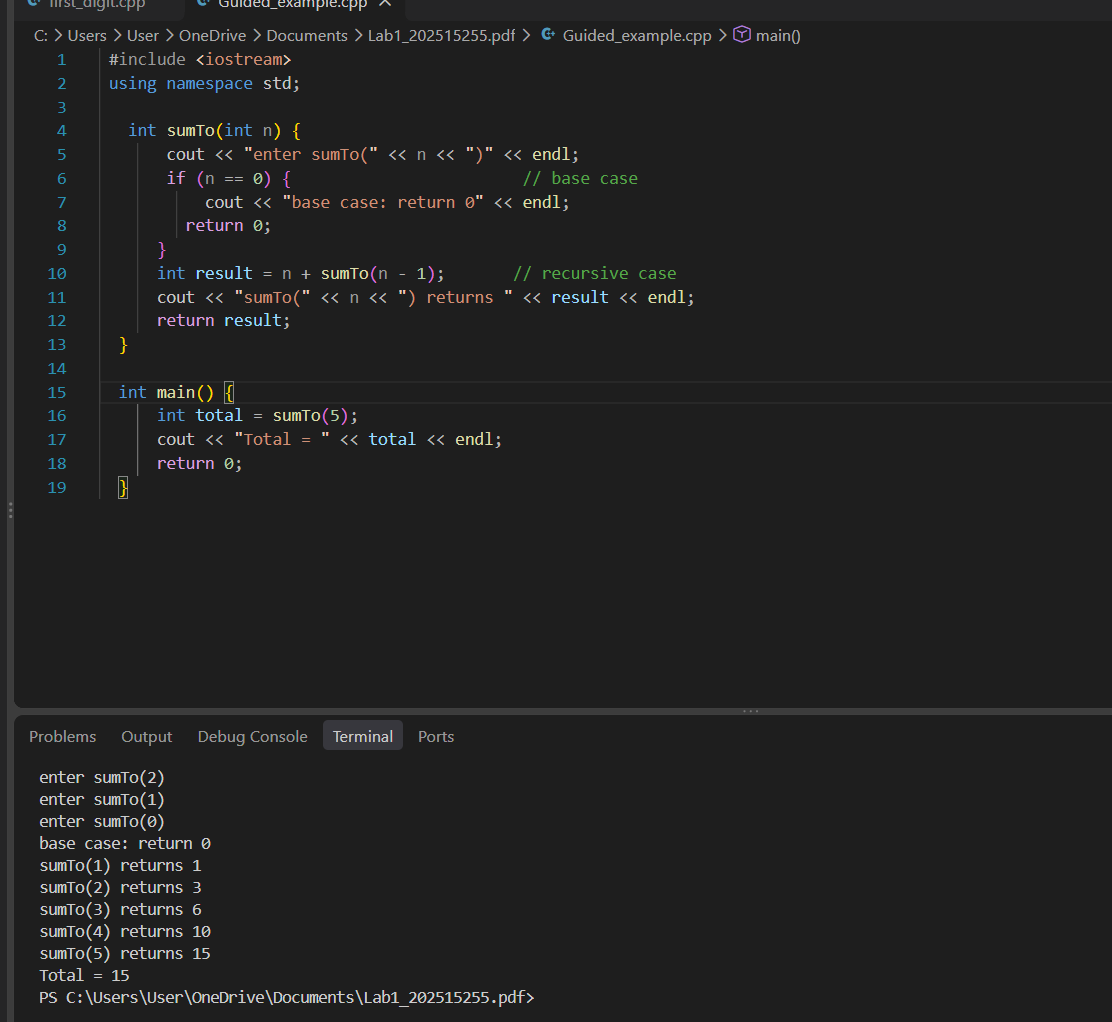 first_digit.cpp Guided_example.cpp
C: > Users > User > OneDrive > Documents > Lab1_202515255.pdf > Guided_example.cpp > main()
1 #include <iostream>
2 using namespace std;
3
4 int sumTo(int n) {
5 cout << "enter sumTo(" << n << ")" << endl;
6 if (n == 0) { // base case
7 cout << "base case: return 0" << endl;
8 return 0;
9 }
10 int result = n + sumTo(n - 1); // recursive case
11 cout << "sumTo(" << n << ") returns " << result << endl;
12 return result;
13 }
14
15 int main() {
16 int total = sumTo(5);
17 cout << "Total = " << total << endl;
18 return 0;
19 }
Problems Output Debug Console Terminal Ports
enter sumTo(2)
enter sumTo(1)
enter sumTo(0)
base case: return 0
sumTo(1) returns 1
sumTo(2) returns 3
sumTo(3) returns 6
sumTo(4) returns 10
sumTo(5) returns 15
Total = 15
PS C:\Users\User\OneDrive\Documents\Lab1_202515255.pdf>